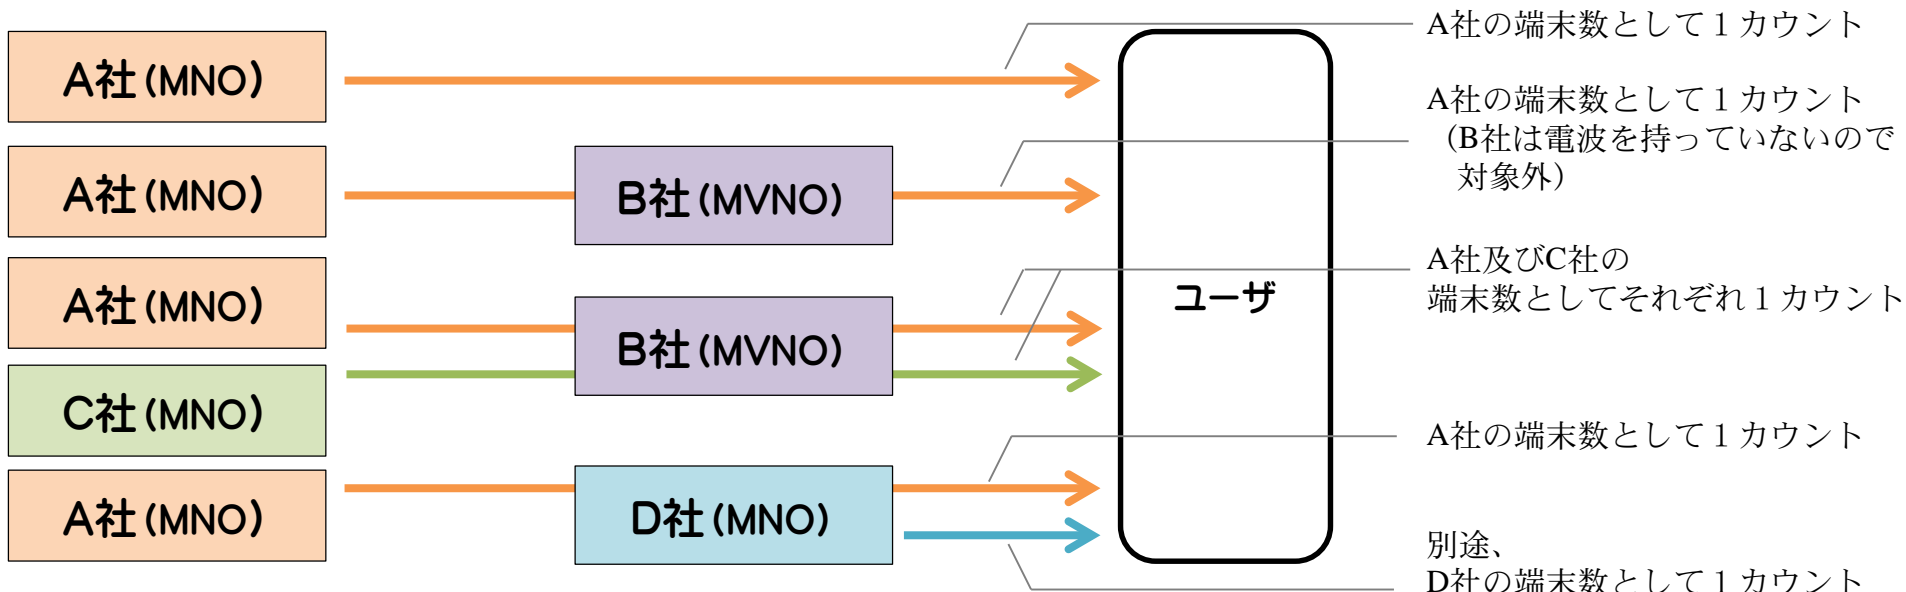 A社(MNO)
A社の端末数として１カウント
A社(MNO)
B社(MVNO)
A社の端末数として１カウント
（B社は電波を持っていないので
対象外）
A社(MNO)
C社(MNO)
B社(MVNO)
A社及びC社の
端末数としてそれぞれ１カウント
ユーザ
A社(MNO)
D社(MNO)
A社の端末数として１カウント
別途、
D社の端末数として１カウント